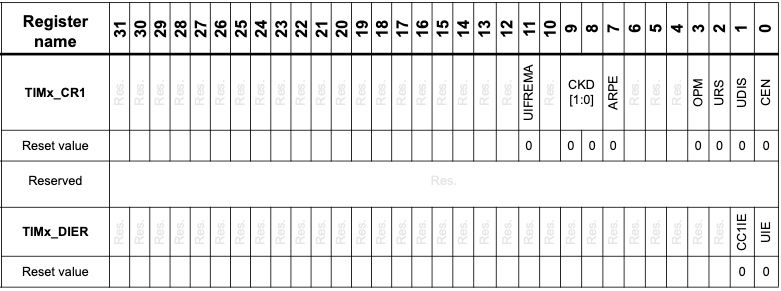 Register name 31 30 29 28 27 26 25 24 23 22 21 20 19 18 17 16 15 14 13 12 11 10 9 8 7 6 5 4 3 2 1 0
TIMx_CR1 Res. Res. Res. Res. Res. Res. Res. Res. Res. Res. Res. Res. Res. Res. Res. Res. Res. Res. Res. Res. UIFREMA Res. CKD [1:0] ARPE Res. Res. Res. OPM URS UDIS CEN
Reset value 0 0 0 0 0 0 0 0
Reserved Res.
TIMx_DIER Res. Res. Res. Res. Res. Res. Res. Res. Res. Res. Res. Res. Res. Res. Res. Res. Res. Res. Res. Res. Res. Res. Res. Res. Res. Res. Res. Res. Res. Res. CC1IE UIE
Reset value 0 0